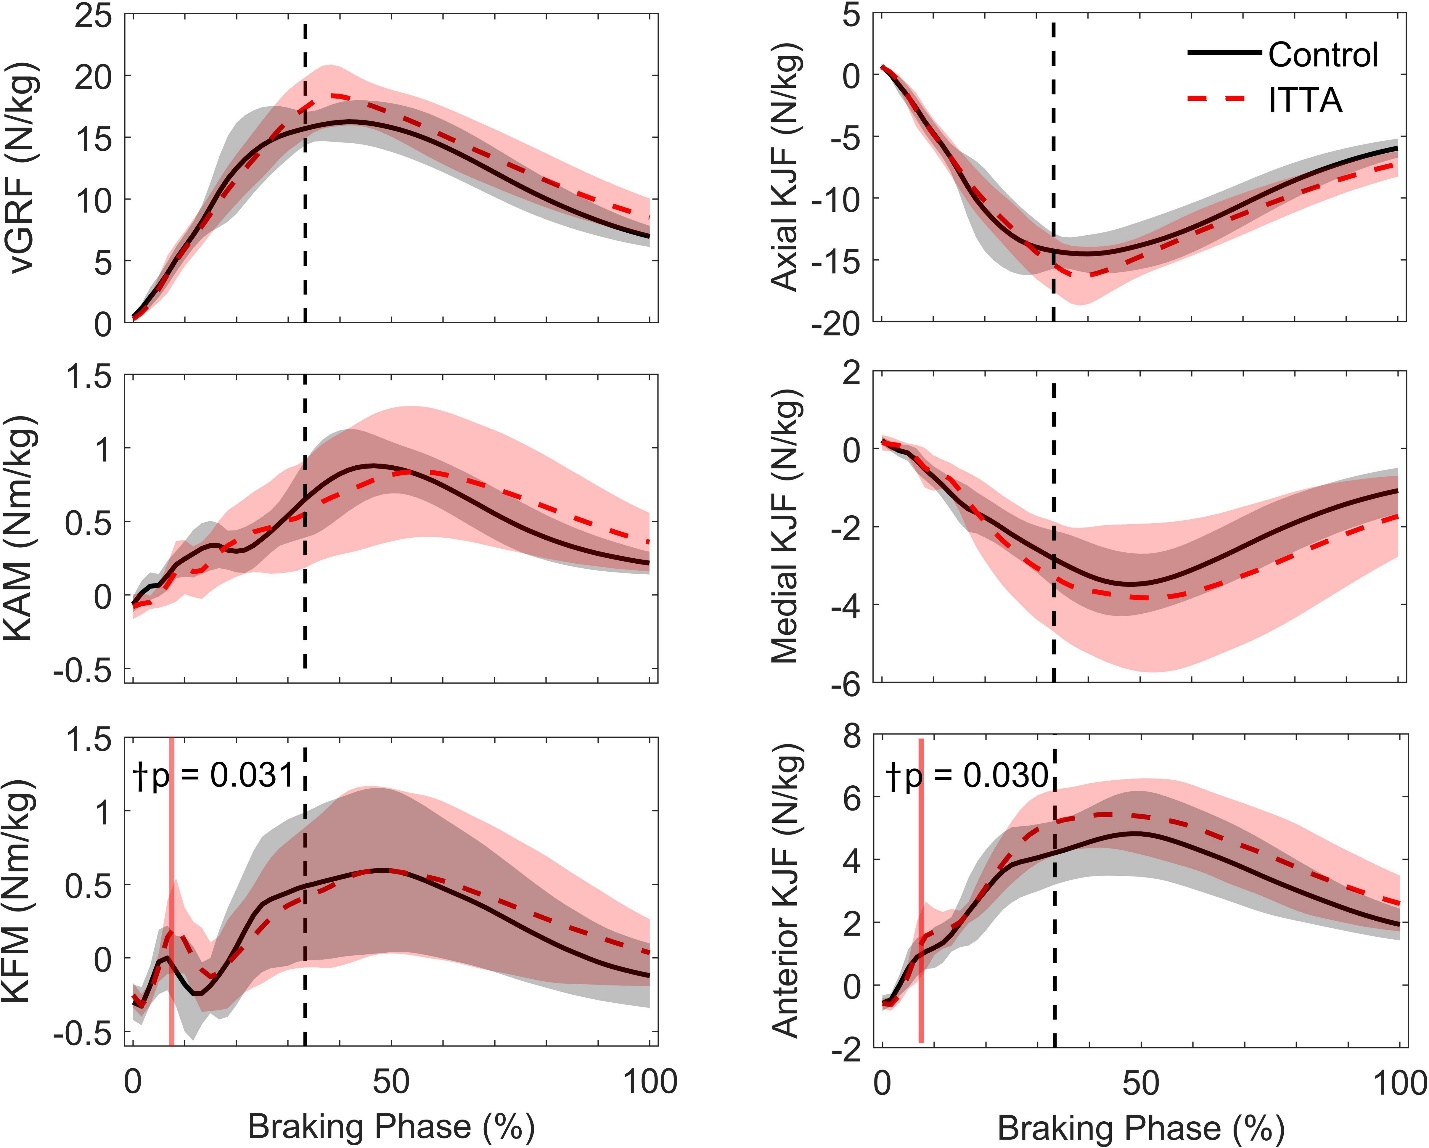 25
20
15
10
5
0
vGRF (N/kg)
5
0
-5
-10
-15
-20
Axial KJF (N/kg)
Control
ITTA
1.5
1
0.5
0
-0.5
KAM (Nm/kg)
2
0
-2
-4
-6
Medial KJF (N/kg)
1.5
1
0.5
0
-0.5
KFM (Nm/kg)
†p = 0.031
0 50 100
Braking Phase (%)
8
6
4
2
0
-2
Anterior KJF (N/kg)
†p = 0.030
0 50 100
Braking Phase (%)